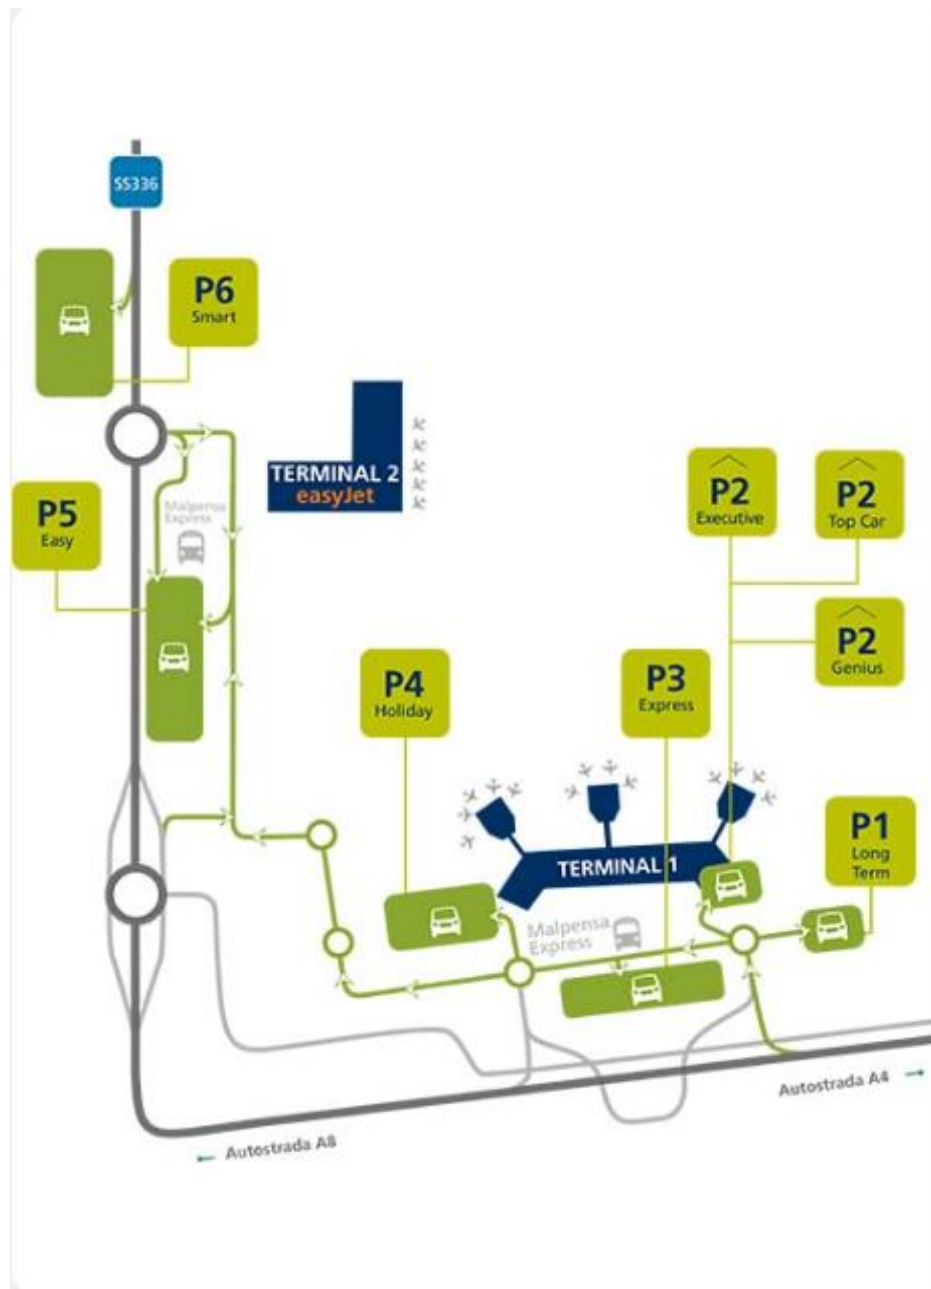 SS336
P6
Smart
TERMINAL 2
easyJet
P5
Easy
Malpensa
Express
P2
Executive
P2
Top Car
P2
Genius
P4
Holiday
P3
Express
P1
Long
Term
TERMINAL 1
Malpensa
Express
Autostrada A4
Autostrada A8